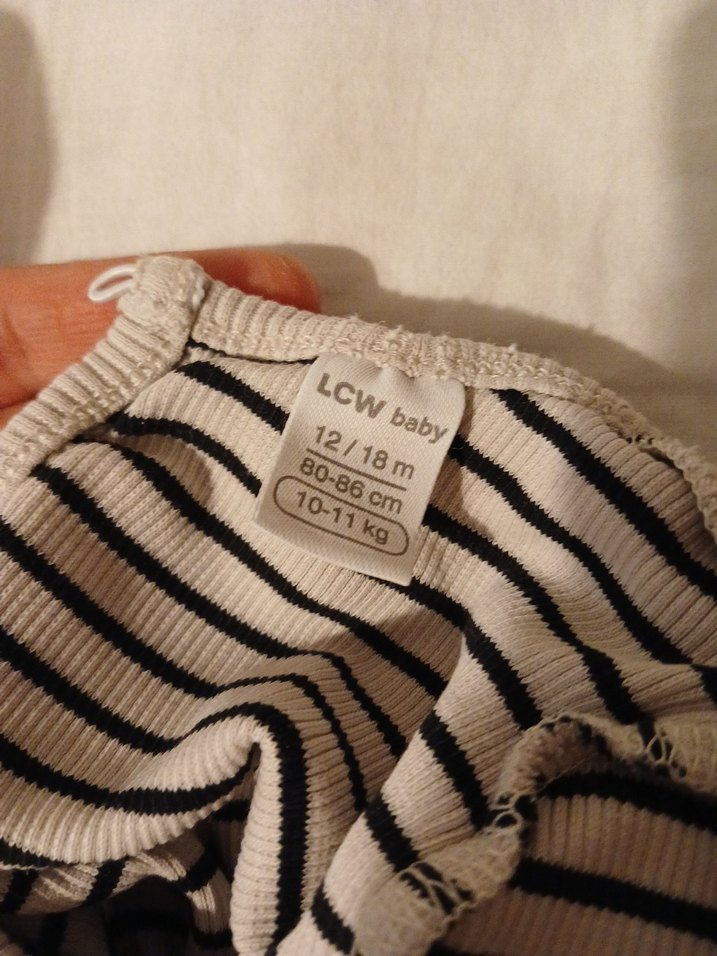 LCW baby
12 / 18 m
80-86 cm
10-11 kg